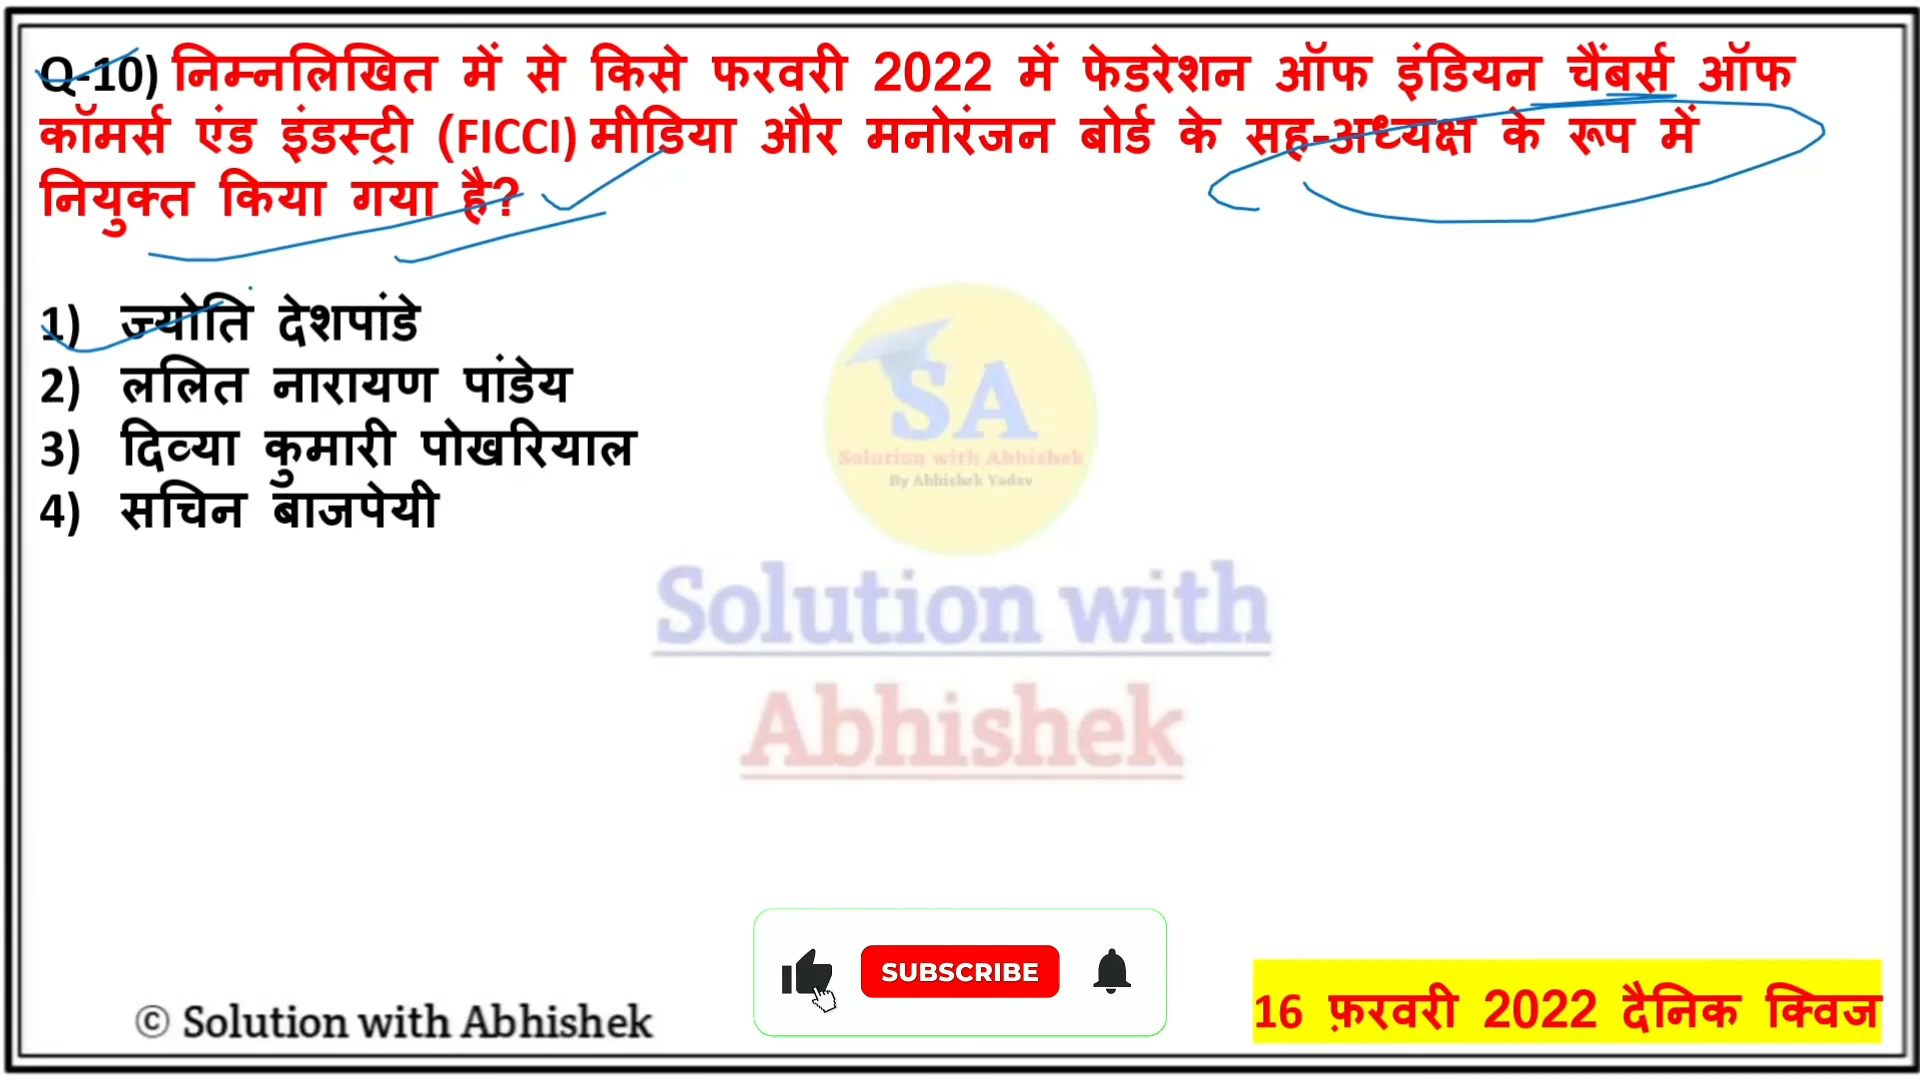 Q-10) निम्नलिखित में से किसे फरवरी 2022 में फेडरेशन ऑफ इंडियन चैंबर्स ऑफ
कॉमर्स एंड इंडस्ट्री (FICCI) मीडिया और मनोरंजन बोर्ड के सह-अध्यक्ष के रूप में
नियुक्त किया गया है?
1) ज्योति देशपांडे
2) ललित नारायण पांडेय
3) दिव्या कुमारी पोखरियाल
4) सचिन बाजपेयी
SA
Solution with Abhishek
By Abhishek Yadav
Solution with
Abhishek
SUBSCRIBE
© Solution with Abhishek
16 फ़रवरी 2022 दैनिक क्विज